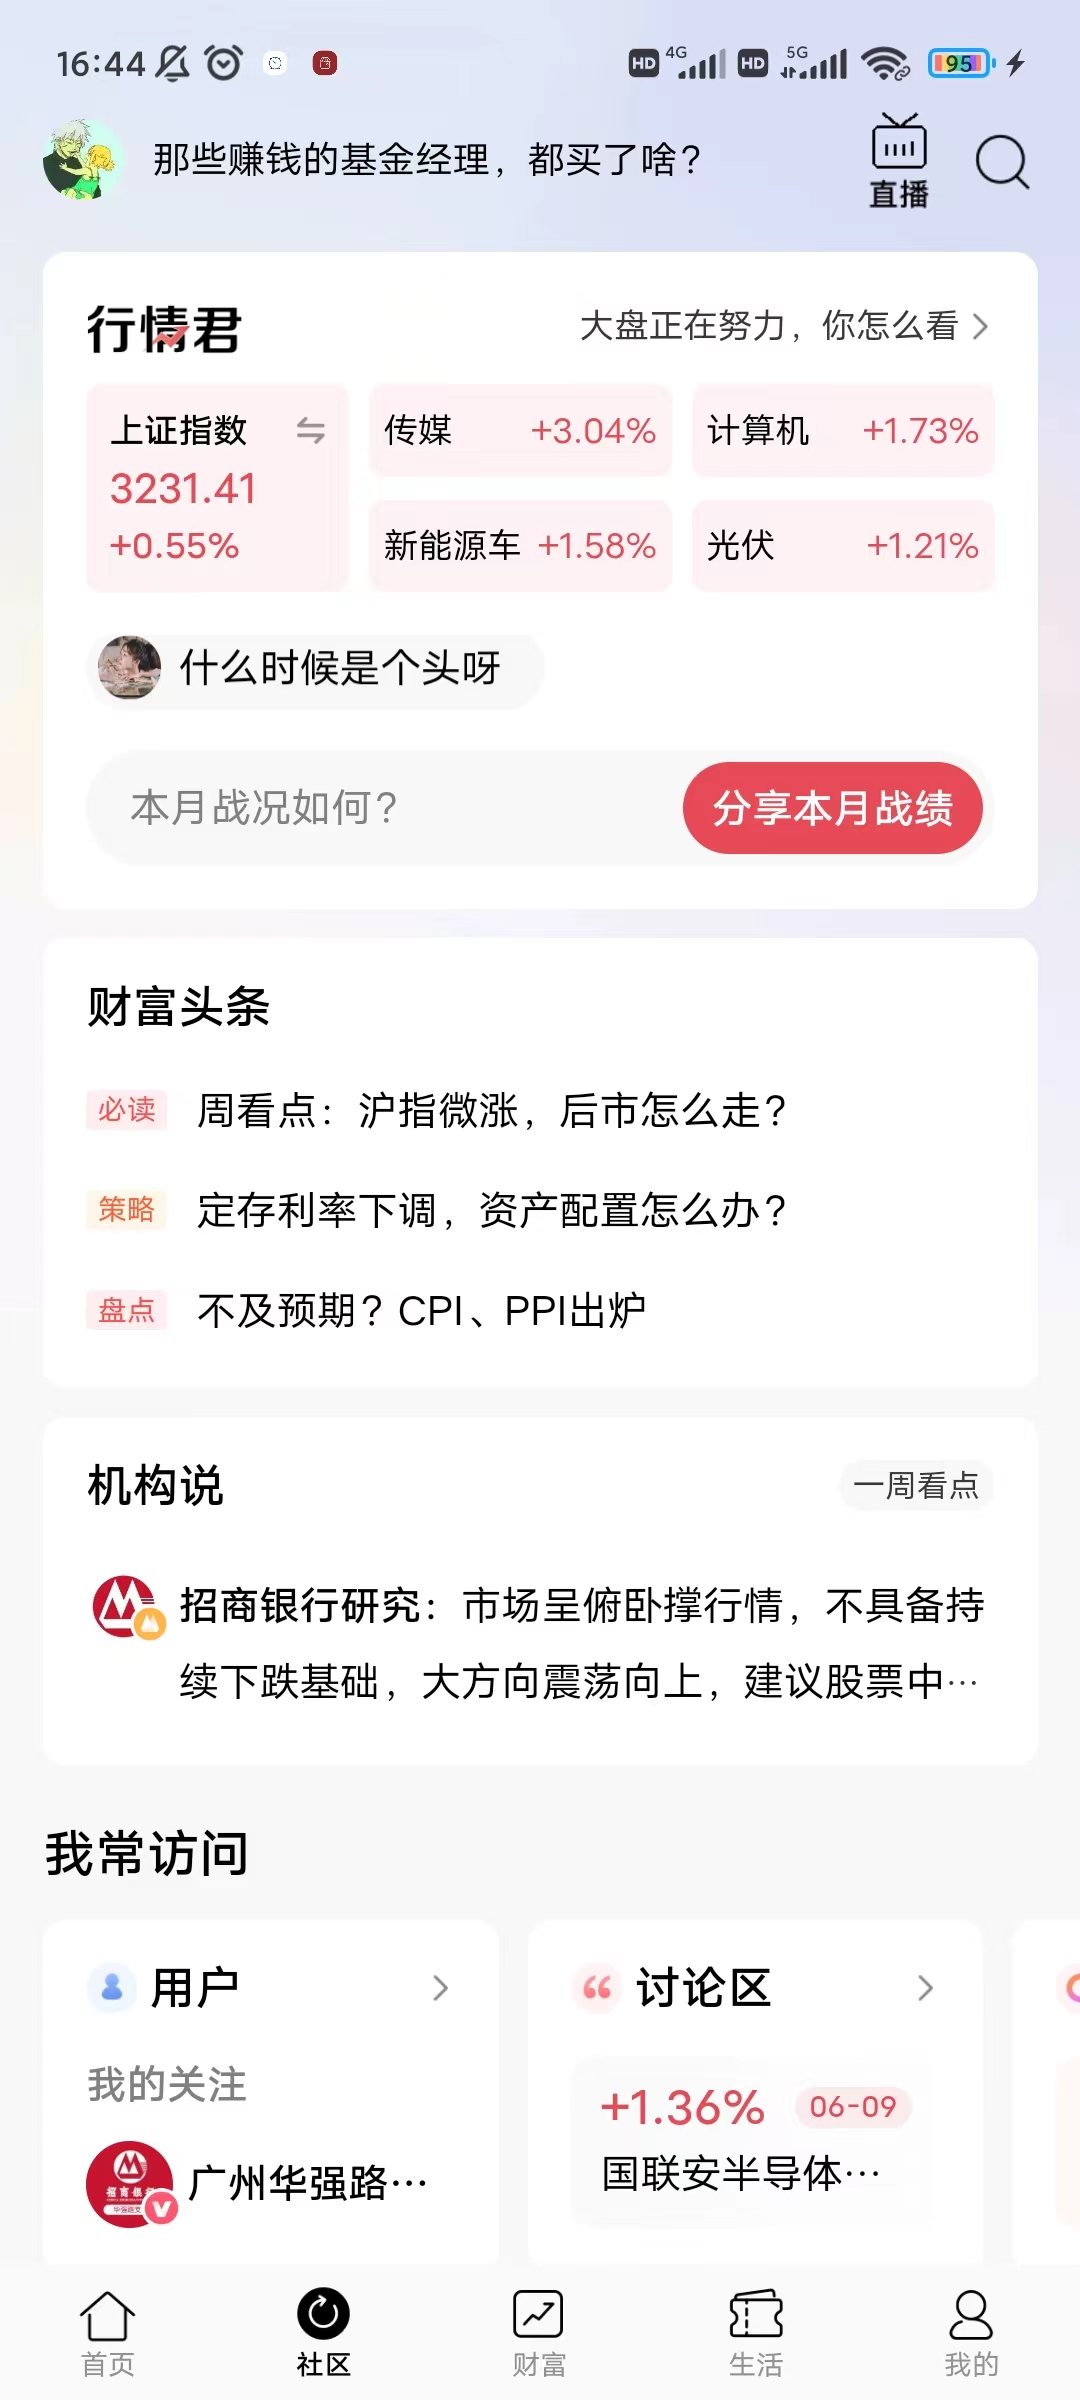 16:44
HD 4G HD 5G 95
那些赚钱的基金经理，都买了啥？
直播
行情君
大盘正在努力，你怎么看
上证指数
3231.41
+0.55%
传媒 +3.04%
计算机 +1.73%
新能源车 +1.58%
光伏 +1.21%
什么时候是个头呀
本月战况如何？
分享本月战绩
财富头条
必读 周看点：沪指微涨，后市怎么走？
策略 定存利率下调，资产配置怎么办？
盘点 不及预期？CPI、PPI出炉
机构说
一周看点
招商银行研究：市场呈俯卧撑行情，不具备持
续下跌基础，大方向震荡向上，建议股票中…
我常访问
用户
我的关注
广州华强路…
讨论区
+1.36% 06-09
国联安半导体…
首页
社区
财富
生活
我的